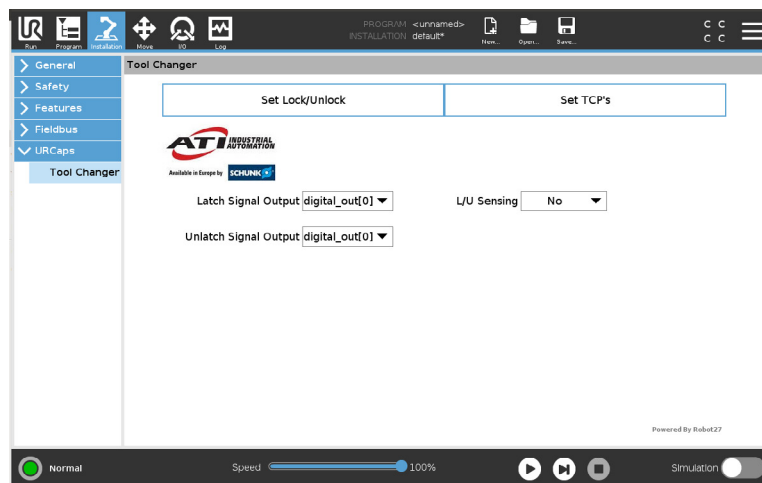 PROGRAM <unnamed>
INSTALLATION default*
UR
Run Program Installation Move I/O Log New... Open... Save...
C C
C C
General
Tool Changer
Safety
Features
Fieldbus
URCaps
Tool Changer
Set Lock/Unlock Set TCP's
ATI INDUSTRIAL
AUTOMATION
Available in Europe by SCHUNK
Latch Signal Output digital_out[0] L/U Sensing No
Unlatch Signal Output digital_out[0]
Powered By Robot27
Normal Speed 100% Simulation